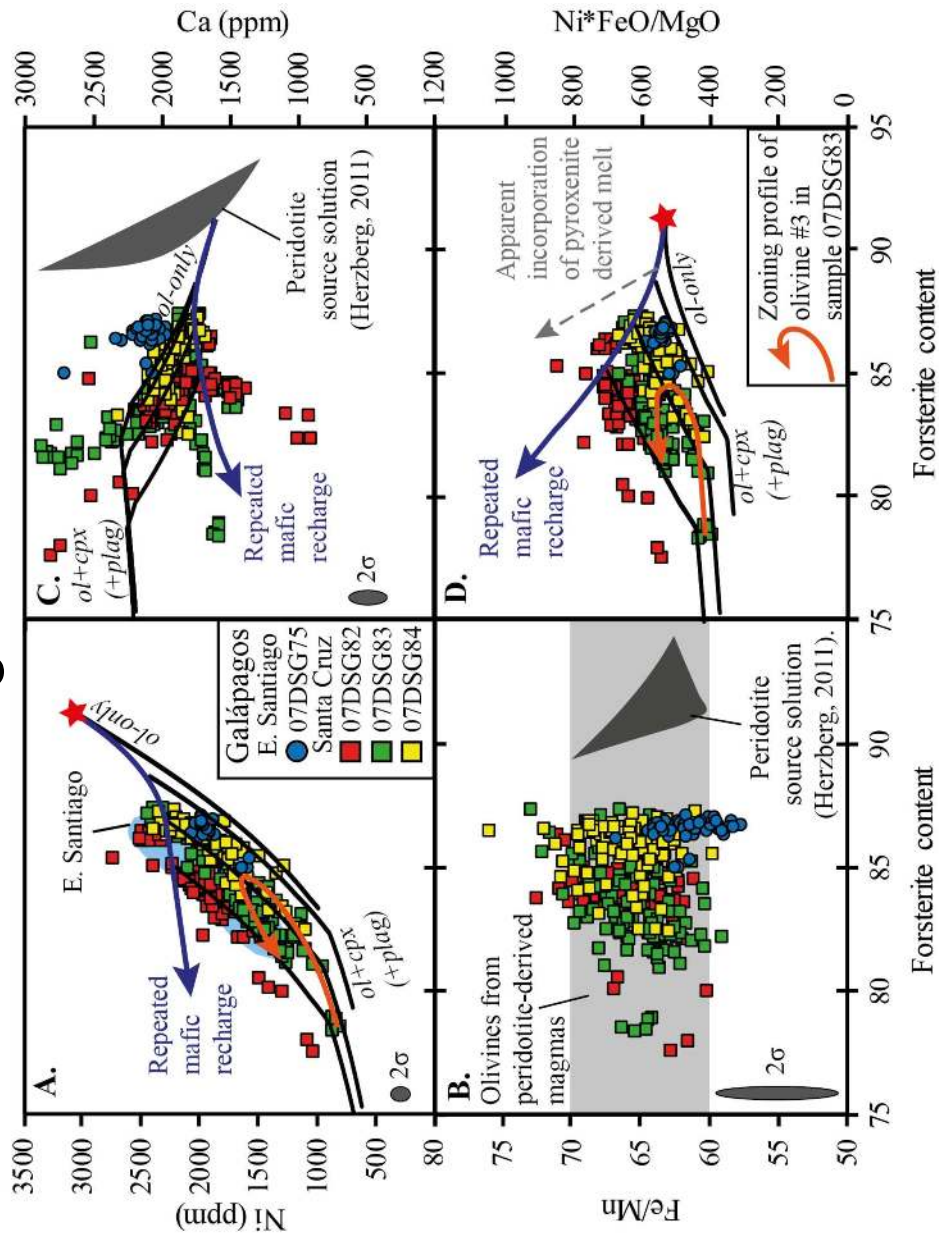 A.
Ni (ppm)
3000
2500
2000
1500
1000
500
80
E. Santiago
Repeated
mafic
recharge
ol-only
ol+cpx
(+plag)
2σ
Galápagos
E. Santiago
07DSG75
Santa Cruz
07DSG82
07DSG83
07DSG84
C.
Ca (ppm)
3000
2500
2000
1500
1000
500
1200
ol+cpx
(+plag)
ol-only
Repeated
mafic
recharge
Peridotite
source solution
(Herzberg, 2011)
2σ
B.
Fe/Mn
75
70
65
60
55
50
Olivines from
peridotite-derived
magmas
Peridotite
source solution
(Herzberg, 2011).
2σ
75
80
85
90
Forsterite content
D.
Ni*FeO/MgO
1000
800
600
400
200
0
Repeated
mafic
recharge
Apparent
incorporation
of pyroxenite
derived melt
ol-only
ol+cpx
(+plag)
Zoning profile of
olivine #3 in
sample 07DSG83
75
80
85
90
95
Forsterite content